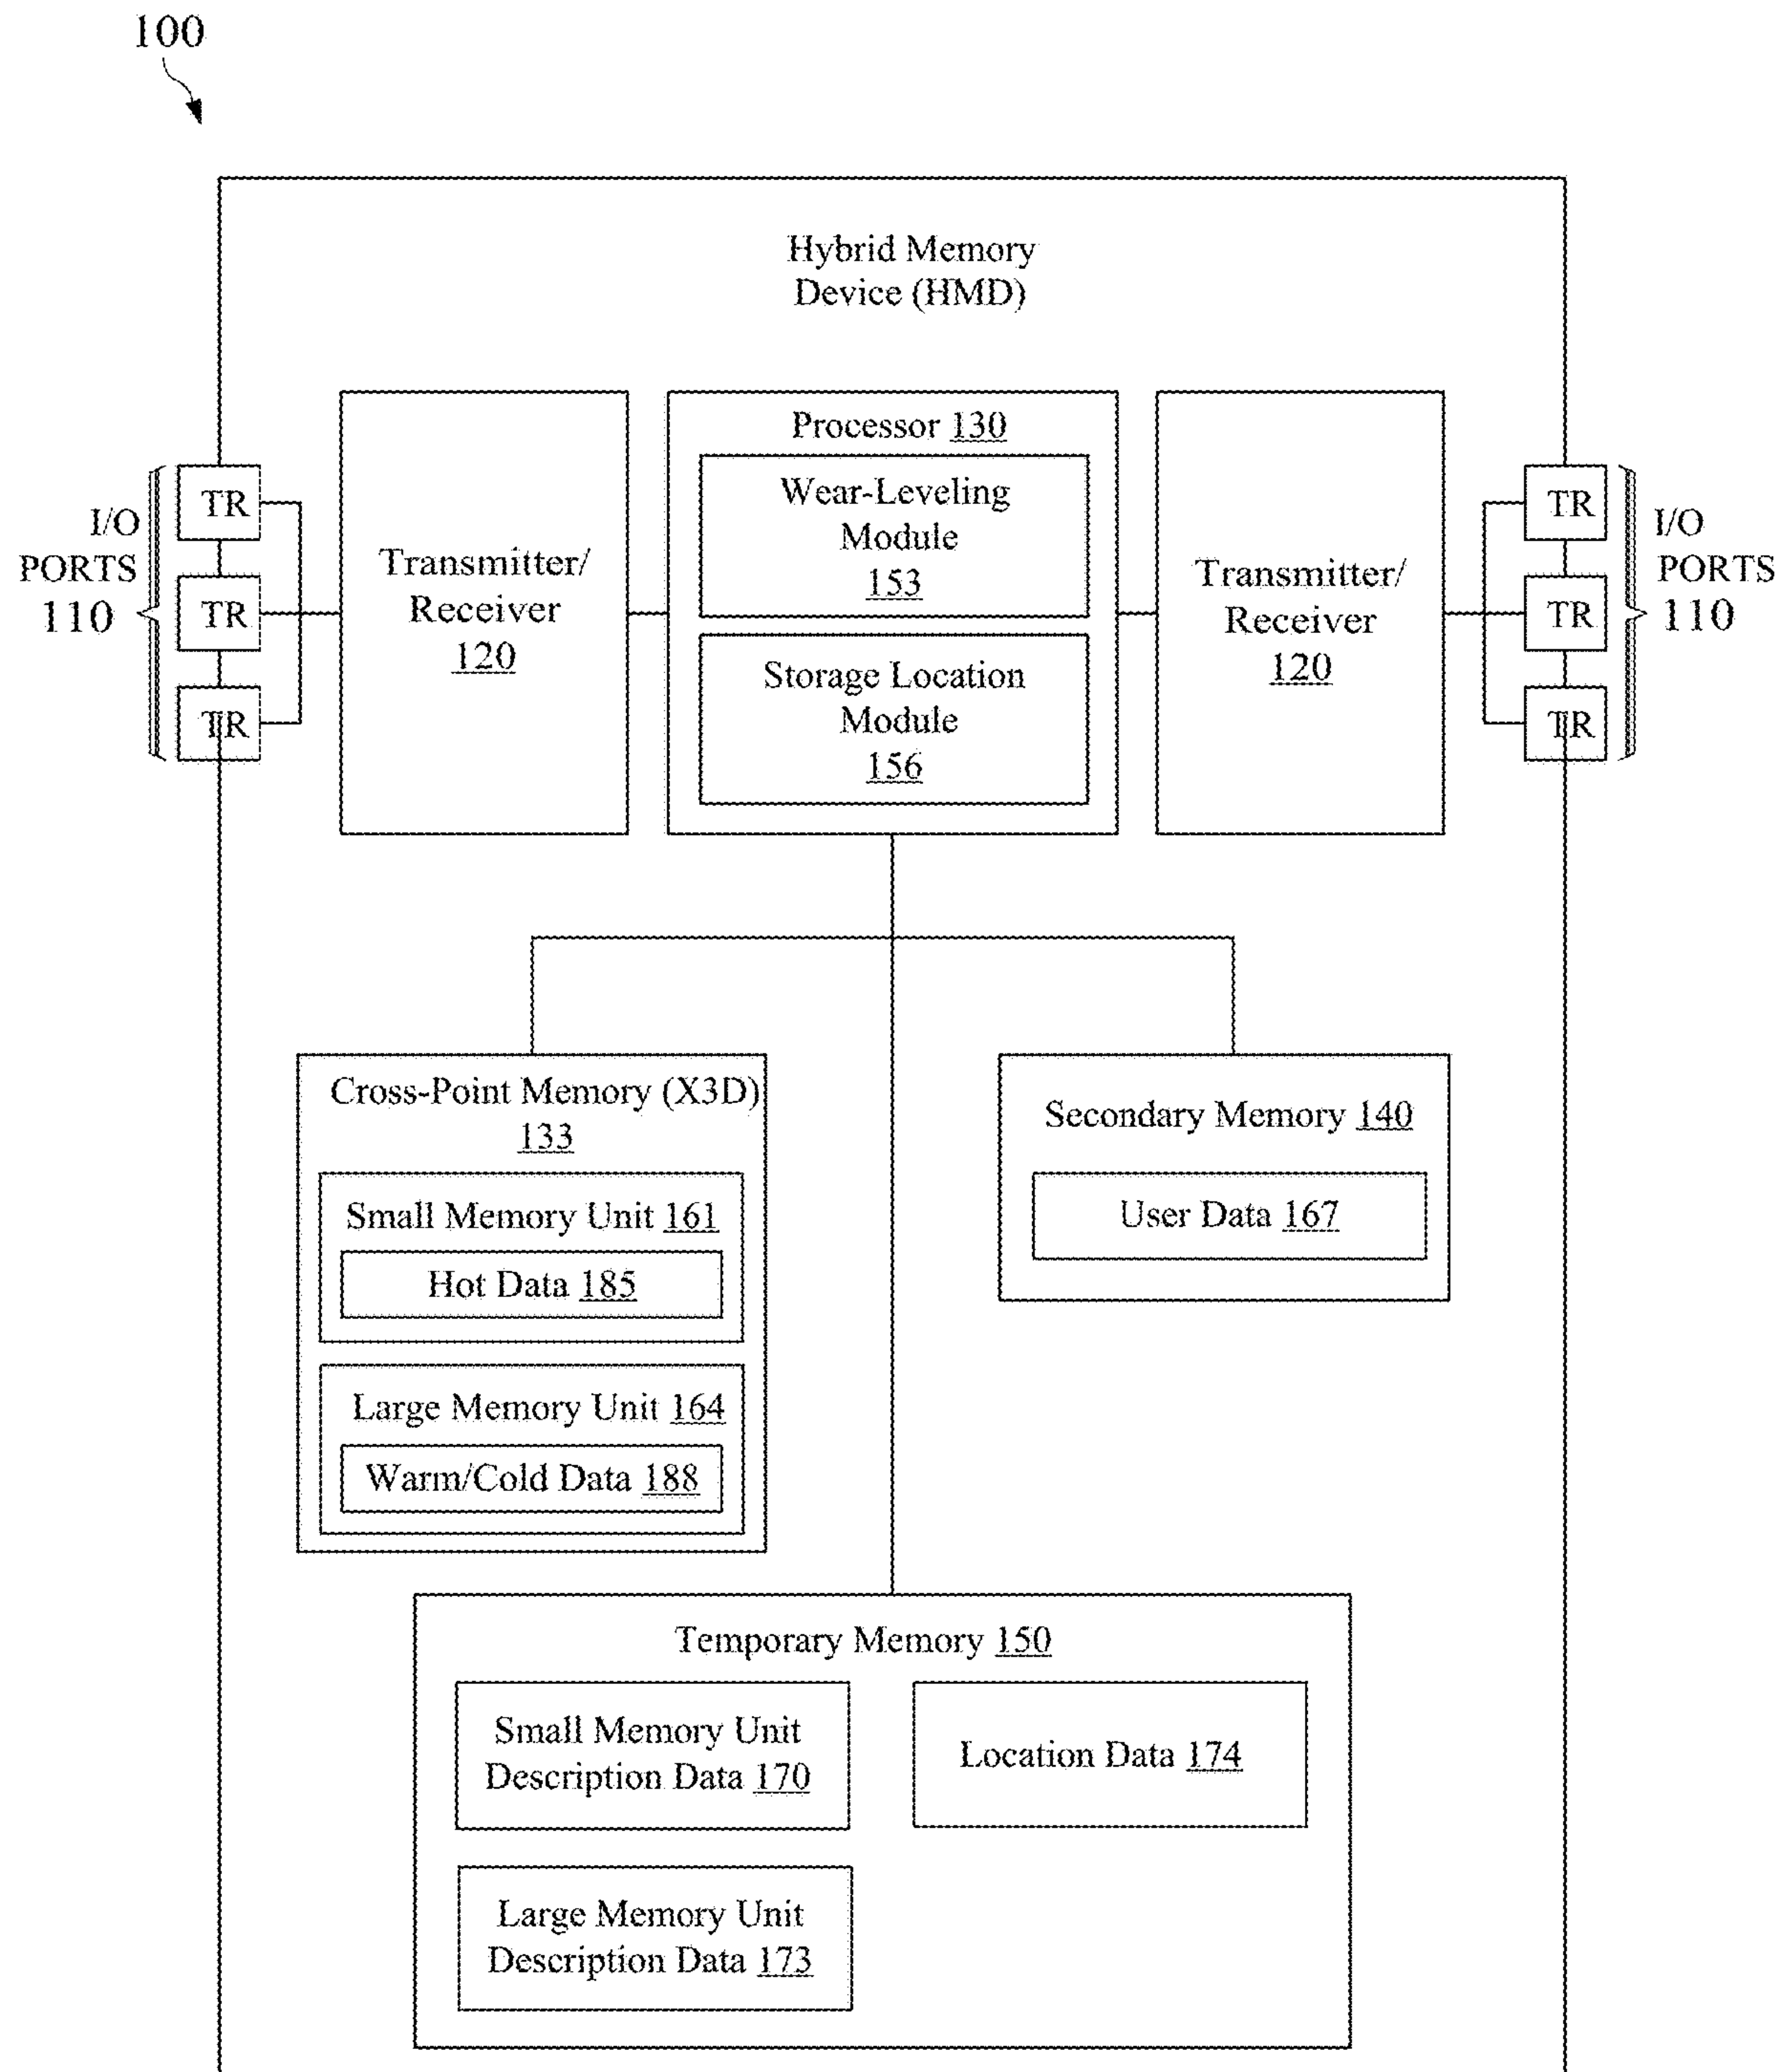 100
Hybrid Memory
Device (HMD)
I/O
PORTS
110
TR
TR
TR
Transmitter/
Receiver
120
Processor 130
Wear-Leveling
Module
153
Storage Location
Module
156
Transmitter/
Receiver
120
TR
TR
TR
I/O
PORTS
110
Cross-Point Memory (X3D)
133
Small Memory Unit 161
Hot Data 185
Large Memory Unit 164
Warm/Cold Data 188
Secondary Memory 140
User Data 167
Temporary Memory 150
Small Memory Unit
Description Data 170
Location Data 174
Large Memory Unit
Description Data 173